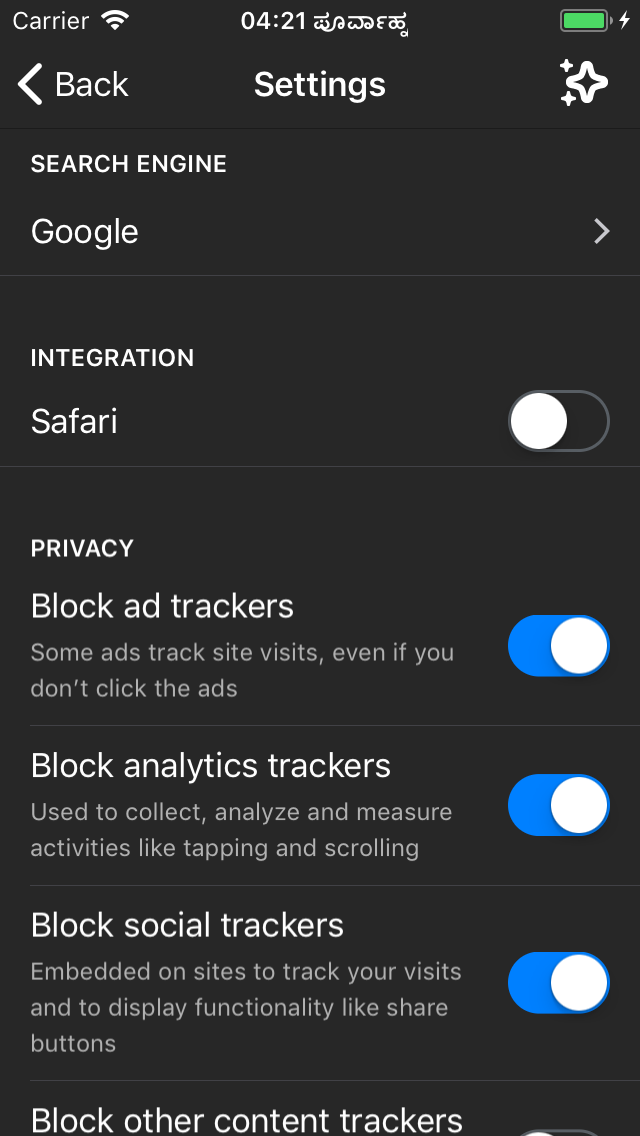 Carrier 04:21 ಪೂರ್ವಾಹ್ನ
Back Settings
SEARCH ENGINE
Google
INTEGRATION
Safari
PRIVACY
Block ad trackers
Some ads track site visits, even if you
don’t click the ads
Block analytics trackers
Used to collect, analyze and measure
activities like tapping and scrolling
Block social trackers
Embedded on sites to track your visits
and to display functionality like share
buttons
Block other content trackers